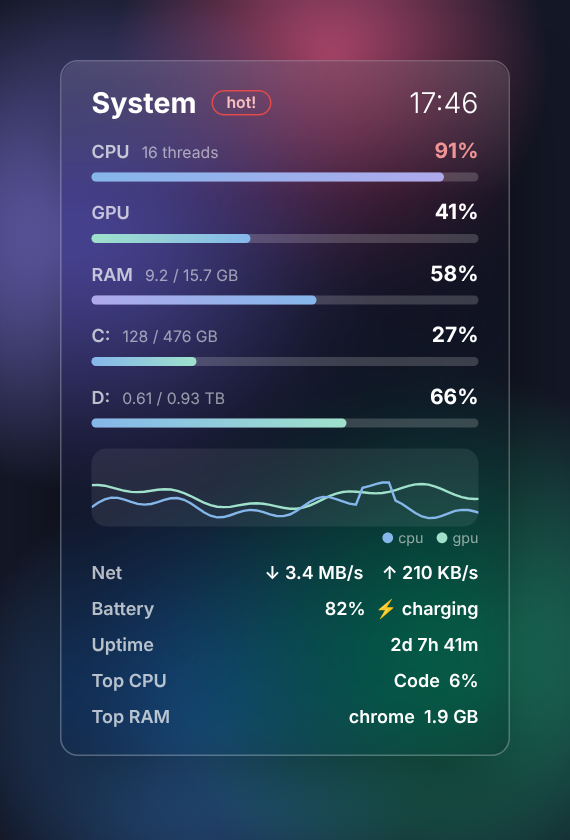 System hot! 17:46
CPU 16 threads 91%
GPU 41%
RAM 9.2 / 15.7 GB 58%
C: 128 / 476 GB 27%
D: 0.61 / 0.93 TB 66%
cpu gpu
Net ↓ 3.4 MB/s ↑ 210 KB/s
Battery 82% ⚡ charging
Uptime 2d 7h 41m
Top CPU Code 6%
Top RAM chrome 1.9 GB